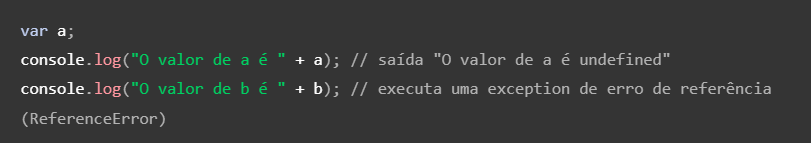 var a;
console.log("O valor de a é " + a); // saída "O valor de a é undefined"
console.log("O valor de b é " + b); // executa uma exception de erro de referência
(ReferenceError)